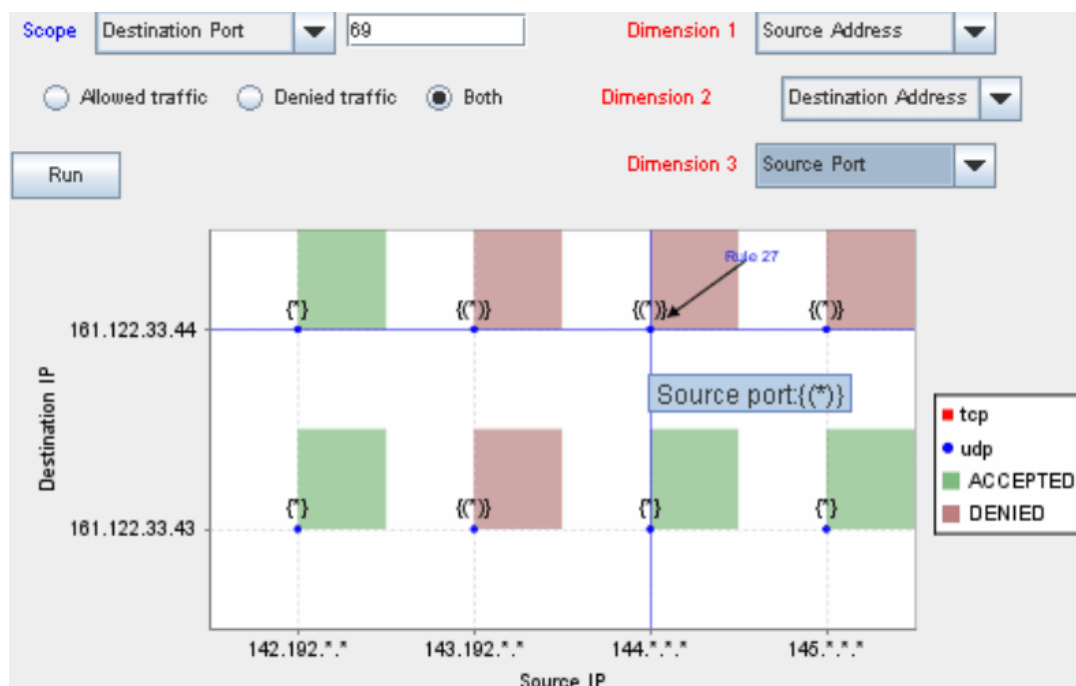 Scope Destination Port 69 Dimension 1 Source Address
Allowed traffic Denied traffic Both Dimension 2 Destination Address
Run Dimension 3 Source Port
Rule 27
{*} {(*)} {(*)} {(*)}
161.122.33.44
Source port:{(*)}
Destination IP
tcp
udp
ACCEPTED
DENIED
{*} {(*)} {*} {*}
161.122.33.43
142.192.*.* 143.192.*.* 144.*.*.* 145.*.*.*
Source IP